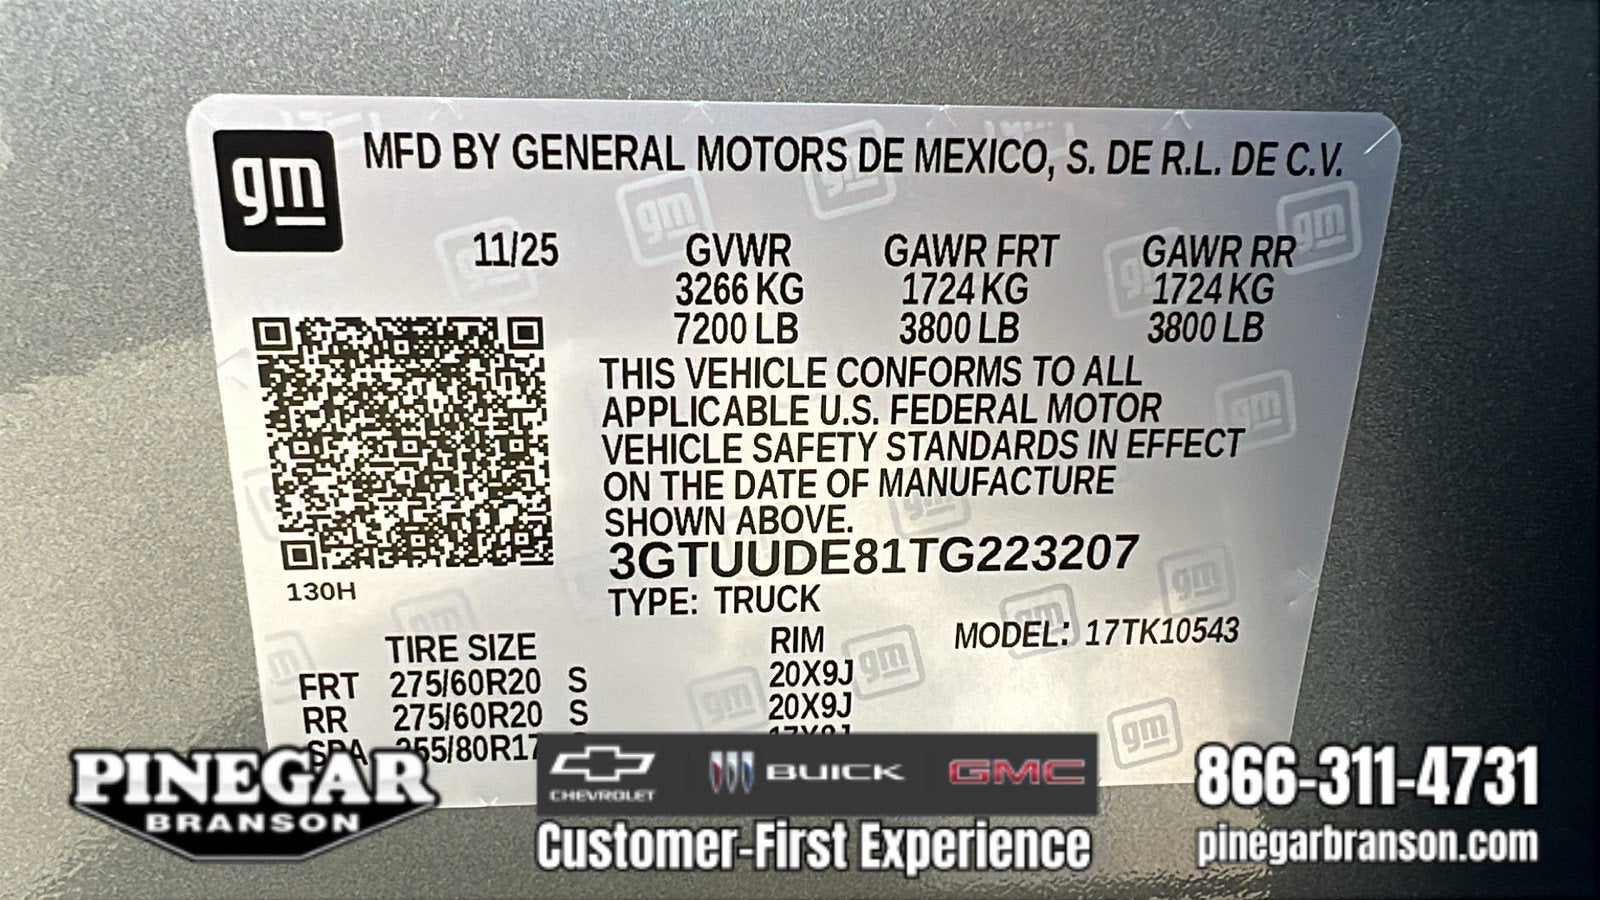 gm MFD BY GENERAL MOTORS DE MEXICO, S. DE R.L. DE C.V.
11/25 GVWR GAWR FRT GAWR RR
3266 KG 1724 KG 1724 KG
7200 LB 3800 LB 3800 LB
THIS VEHICLE CONFORMS TO ALL
APPLICABLE U.S. FEDERAL MOTOR
VEHICLE SAFETY STANDARDS IN EFFECT
ON THE DATE OF MANUFACTURE
SHOWN ABOVE.
3GTUUDE81TG223207
130H
TYPE: TRUCK
TIRE SIZE RIM MODEL: 17TK10543
FRT 275/60R20 S 20X9J
RR 275/60R20 S 20X9J
SPA 255/80R17
PINEGAR
BRANSON
CHEVROLET BUICK GMC
Customer-First Experience
866-311-4731
pinegarbranson.com